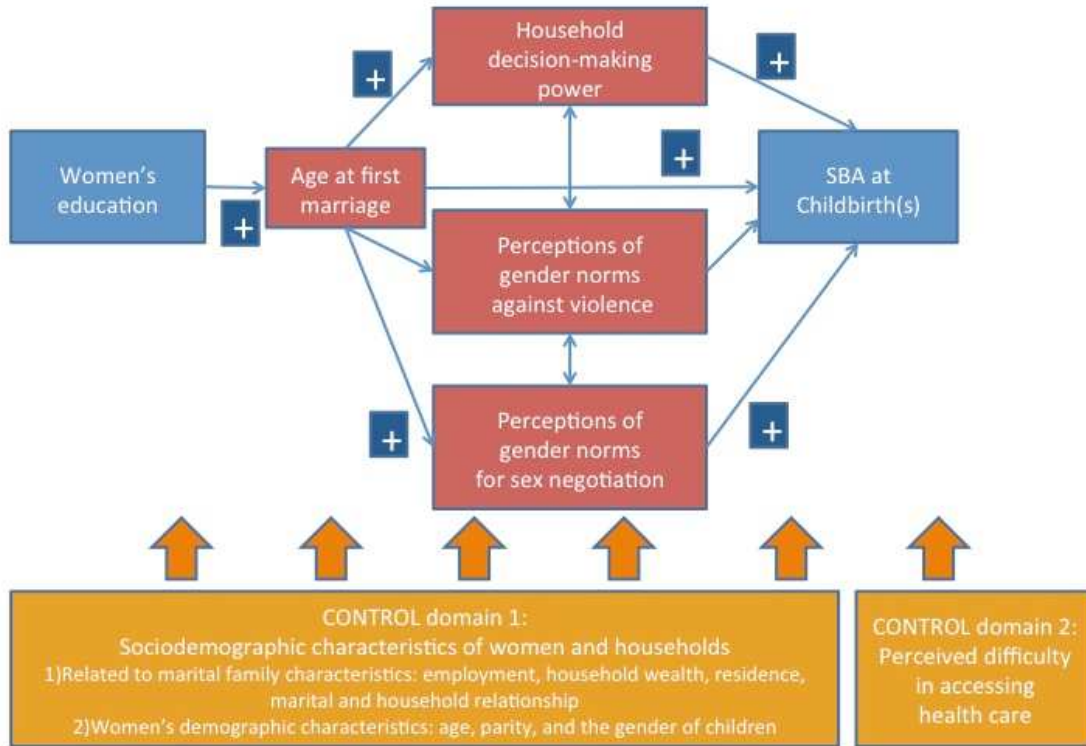 Household
decision-making
power
+
+
Women's
education
+
Age at first
marriage
+
SBA at
Childbirth(s)
Perceptions of
gender norms
against violence
Perceptions of
gender norms
for sex negotiation
+
+
CONTROL domain 1:
Sociodemographic characteristics of women and households
1)Related to marital family characteristics: employment, household wealth, residence,
marital and household relationship
2)Women's demographic characteristics: age, parity, and the gender of children
CONTROL domain 2:
Perceived difficulty
in accessing
health care